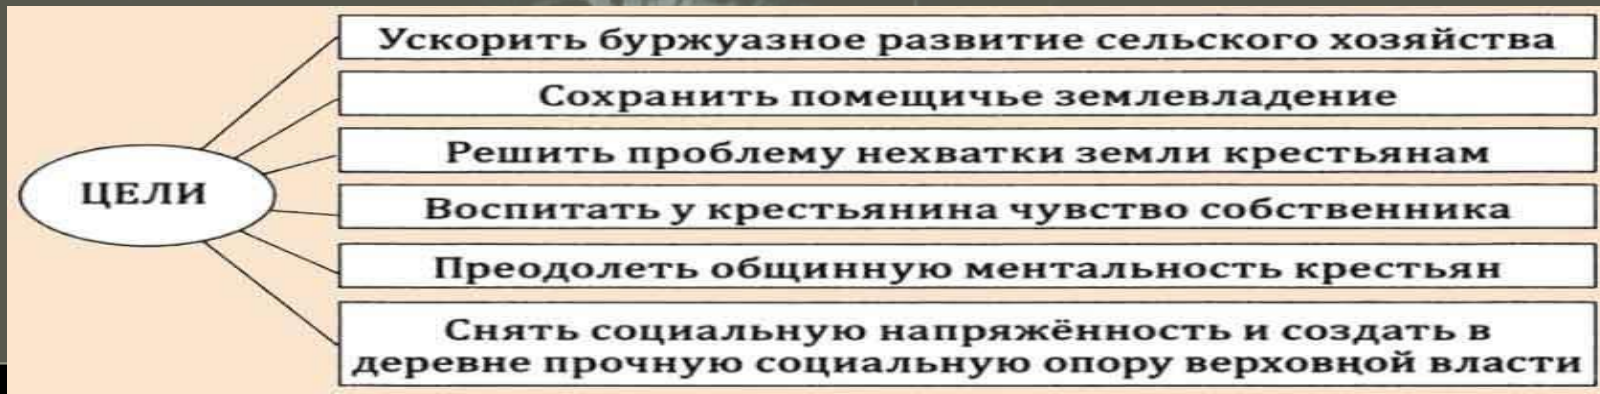 Ускорить буржуазное развитие сельского хозяйства
Сохранить помещичье землевладение
Решить проблему нехватки земли крестьянам
ЦЕЛИ
Воспитать у крестьянина чувство собственника
Преодолеть общинную ментальность крестьян
Снять социальную напряжённость и создать в
деревне прочную социальную опору верховной власти